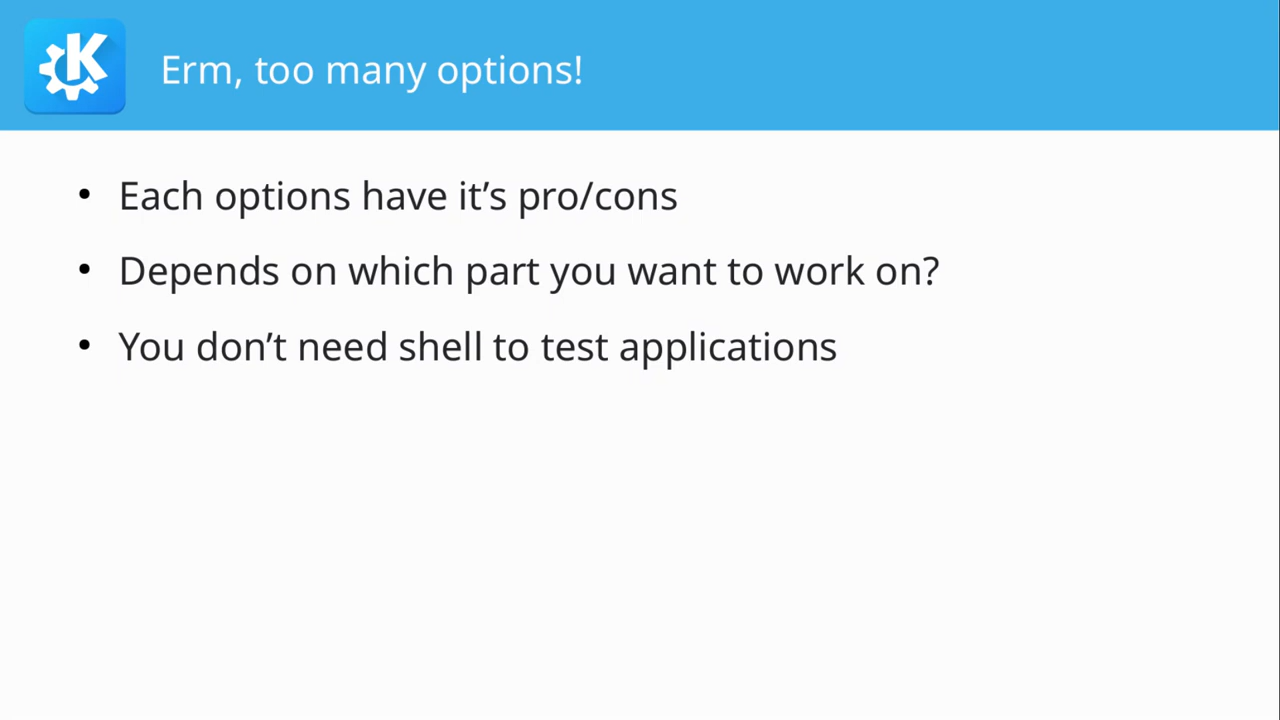 Erm, too many options!
• Each options have it’s pro/cons
• Depends on which part you want to work on?
• You don’t need shell to test applications